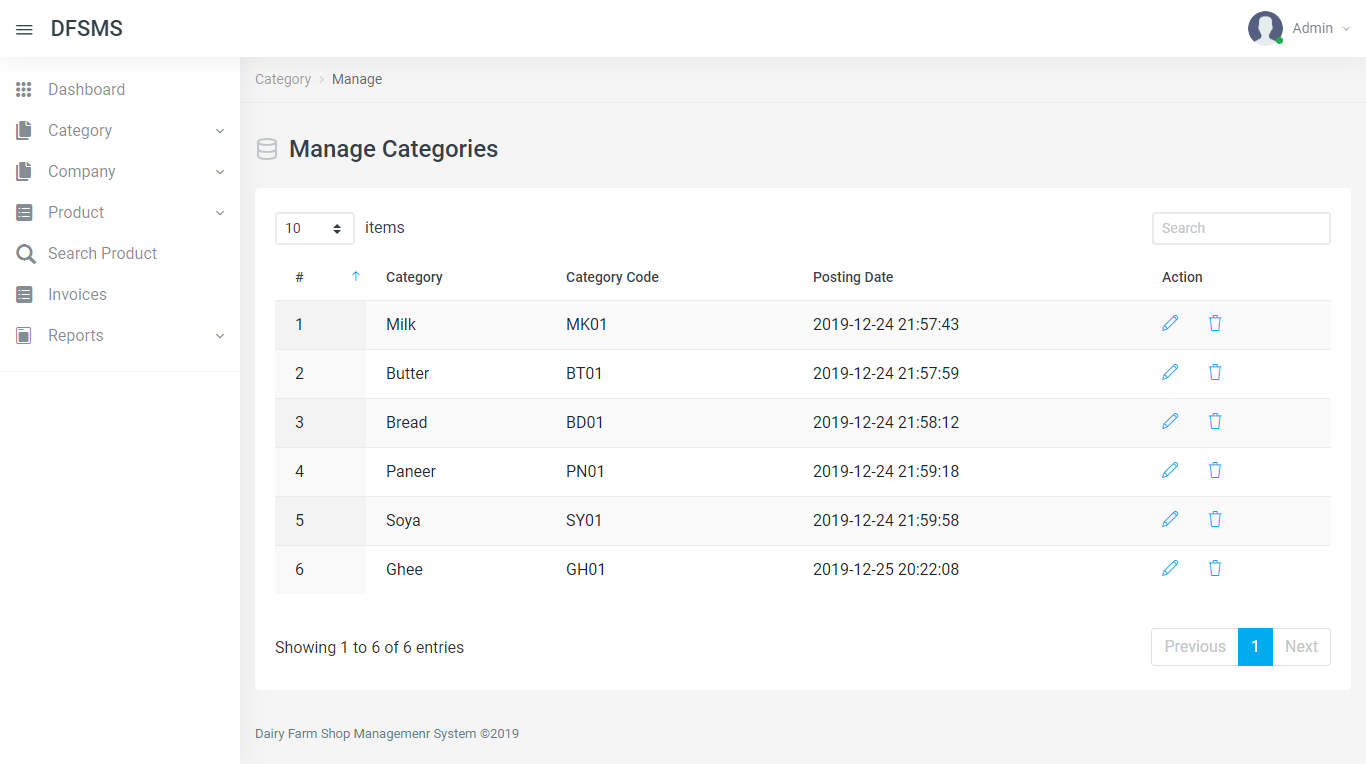 DFSMS
Admin
Dashboard
Category
Company
Product
Search Product
Invoices
Reports
Category Manage
Manage Categories
10 items
Search
# Category Category Code Posting Date Action
1 Milk MK01 2019-12-24 21:57:43
2 Butter BT01 2019-12-24 21:57:59
3 Bread BD01 2019-12-24 21:58:12
4 Paneer PN01 2019-12-24 21:59:18
5 Soya SY01 2019-12-24 21:59:58
6 Ghee GH01 2019-12-25 20:22:08
Showing 1 to 6 of 6 entries
Previous 1 Next
Dairy Farm Shop Managemenr System ©2019